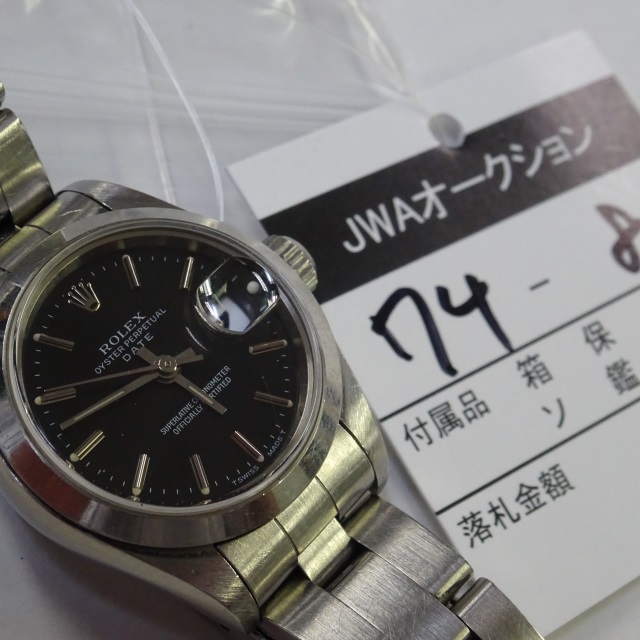 ROLEX
OYSTER PERPETUAL
DATE
SUPERLATIVE CHRONOMETER
OFFICIALLY CERTIFIED
T SWISS MADE
JWAオークション
74-8
付属品 箱 保
ソ 鑑
落札金額